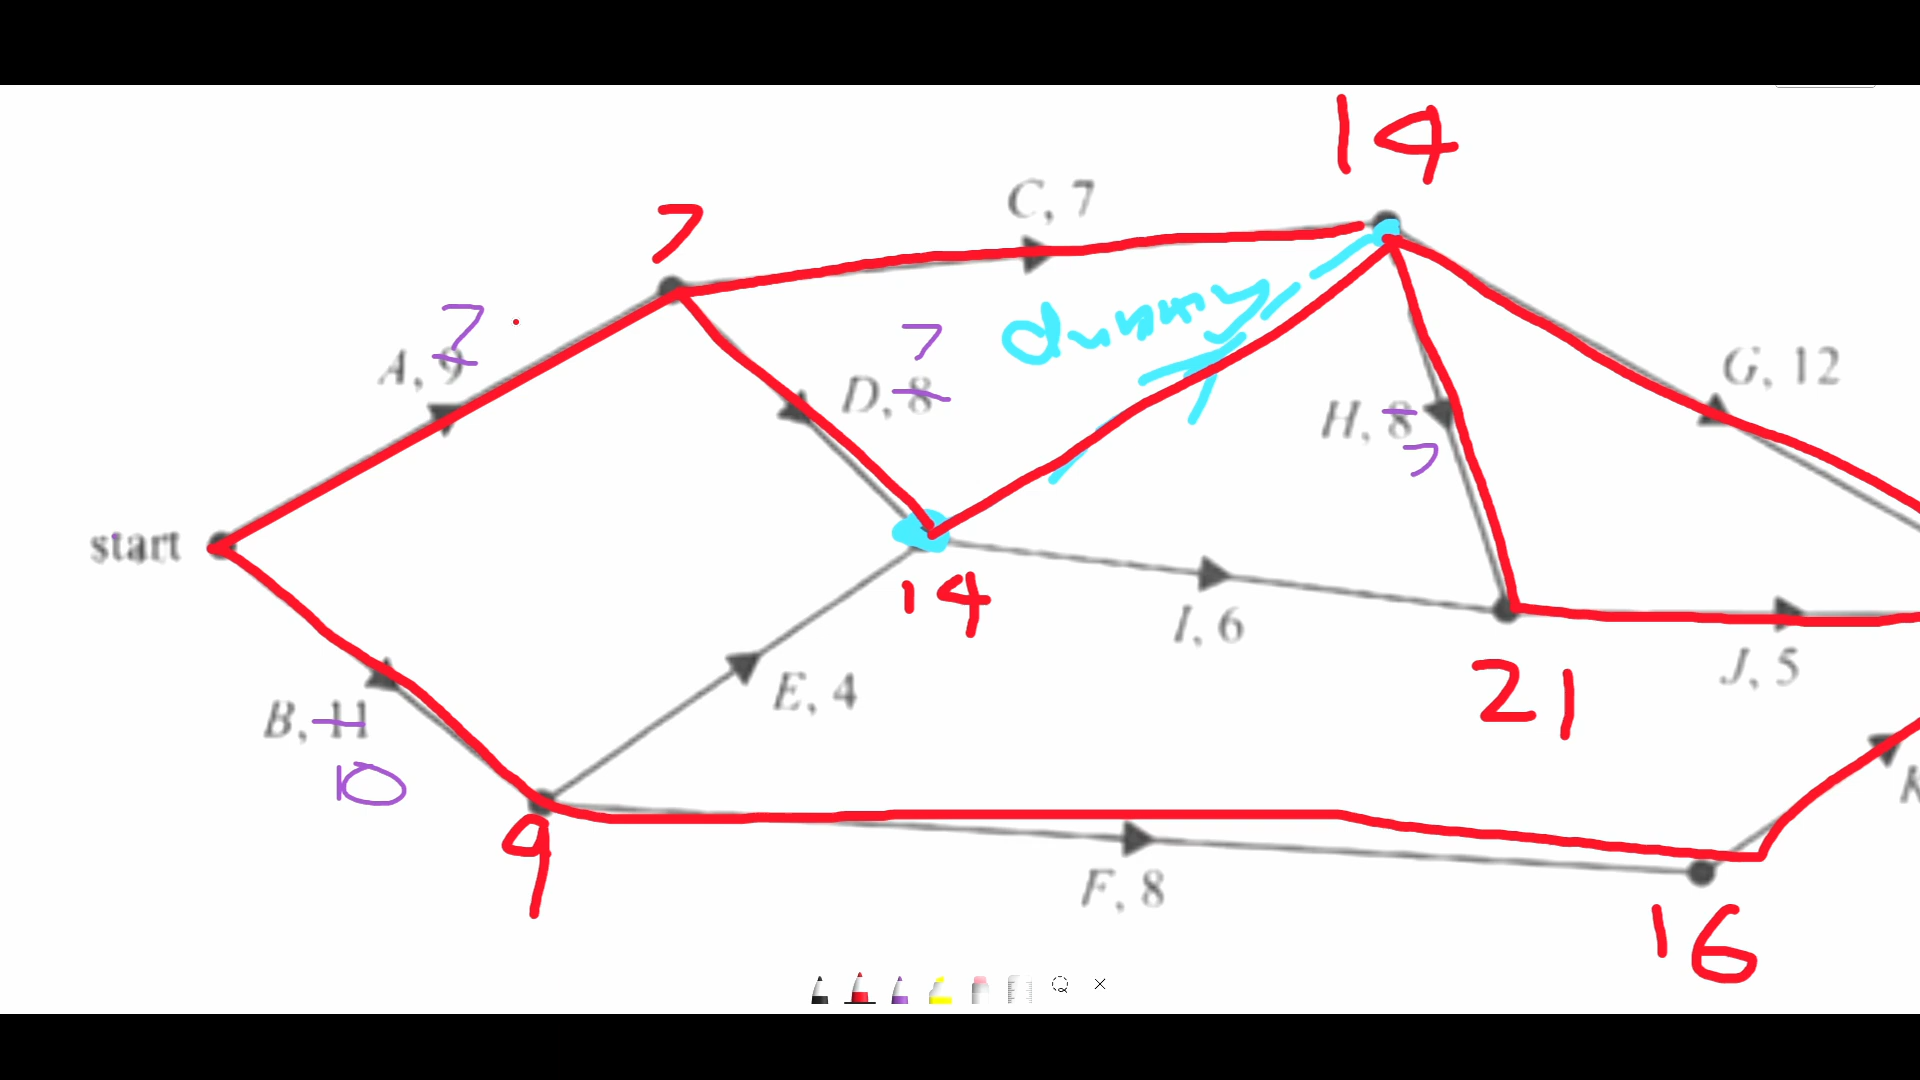 14
C, 7
7
7
A, 9
dummy
7
D, 8
G, 12
H, 8
7
start
14
I, 6
E, 4
21
J, 5
B, 11
10
9
F, 8
K
16